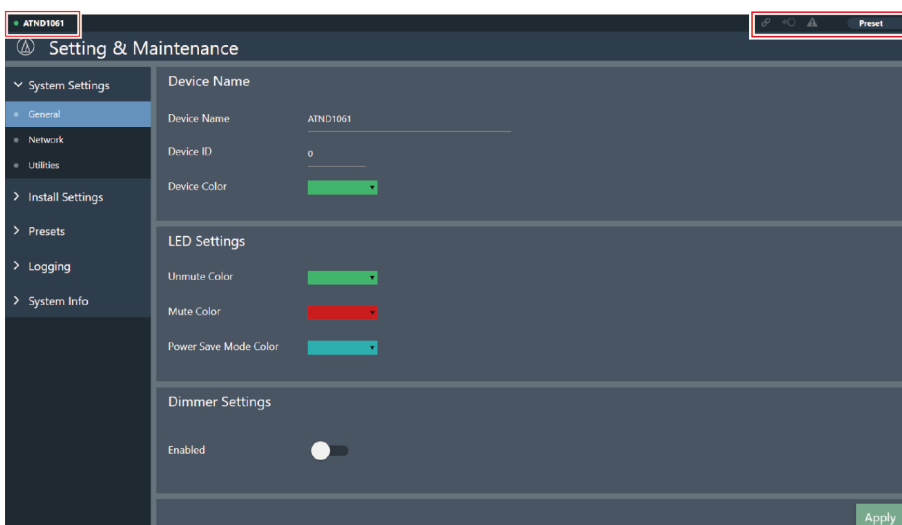 ATND1061
Preset
Setting & Maintenance
System Settings
General
Network
Utilities
Install Settings
Presets
Logging
System Info
Device Name
Device Name ATND1061
Device ID 0
Device Color
LED Settings
Unmute Color
Mute Color
Power Save Mode Color
Dimmer Settings
Enabled
Apply